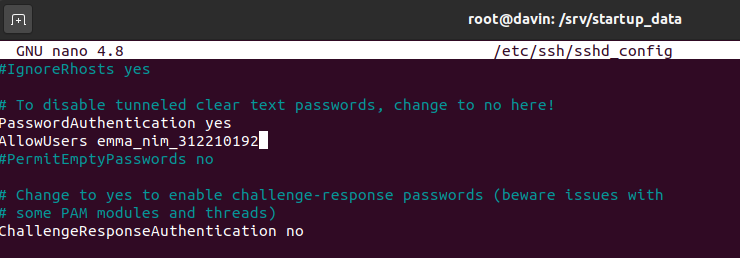 root@davin: /srv/startup_data
GNU nano 4.8 /etc/ssh/sshd_config
#IgnoreRhosts yes
# To disable tunneled clear text passwords, change to no here!
PasswordAuthentication yes
AllowUsers emma_nim_312210192
#PermitEmptyPasswords no
# Change to yes to enable challenge-response passwords (beware issues with
# some PAM modules and threads)
ChallengeResponseAuthentication no